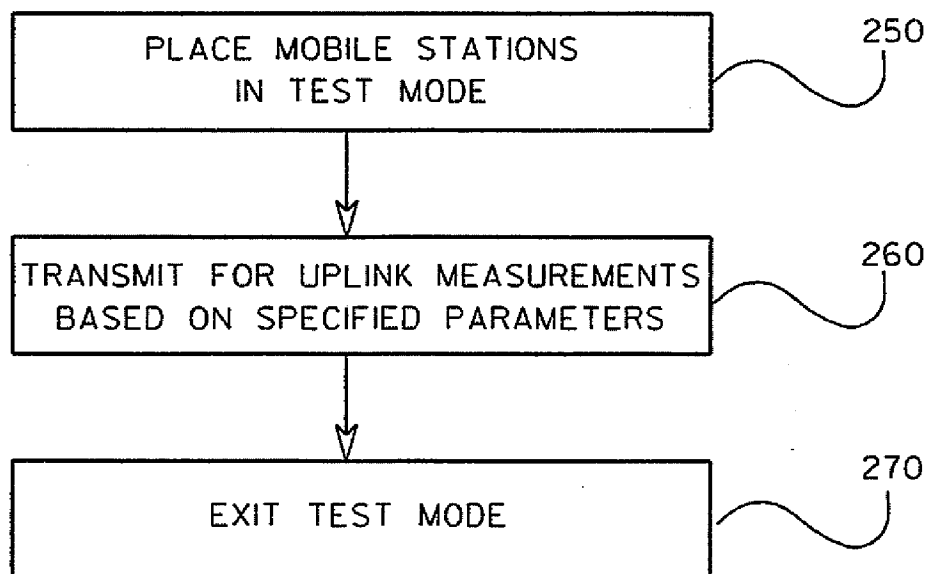 PLACE MOBILE STATIONS
IN TEST MODE
250
TRANSMIT FOR UPLINK MEASUREMENTS
BASED ON SPECIFIED PARAMETERS
260
EXIT TEST MODE
270